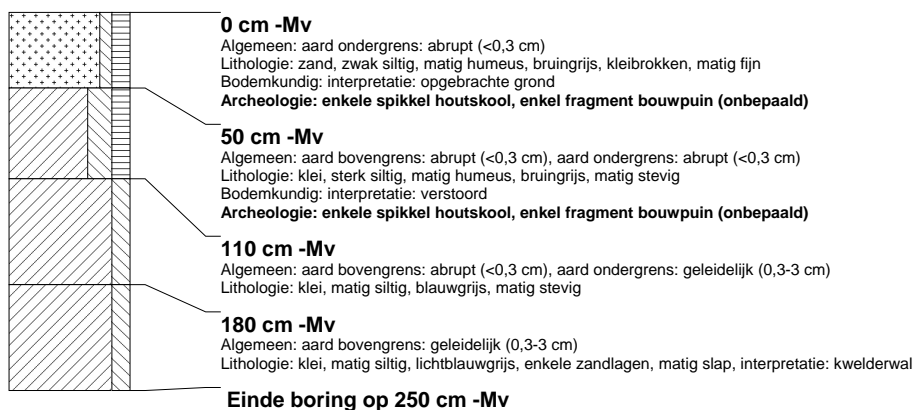 0 cm -Mv
Algemeen: aard ondergrens: abrupt (<0,3 cm)
Lithologie: zand, zwak siltig, matig humeus, bruingrijs, kleibrokken, matig fijn
Bodemkundig: interpretatie: opgebrachte grond
Archeologie: enkele spikkel houtskool, enkel fragment bouwpuin (onbepaald)
50 cm -Mv
Algemeen: aard bovengrens: abrupt (<0,3 cm), aard ondergrens: abrupt (<0,3 cm)
Lithologie: klei, sterk siltig, matig humeus, bruingrijs, matig stevig
Bodemkundig: interpretatie: verstoord
Archeologie: enkele spikkel houtskool, enkel fragment bouwpuin (onbepaald)
110 cm -Mv
Algemeen: aard bovengrens: abrupt (<0,3 cm), aard ondergrens: geleidelijk (0,3-3 cm)
Lithologie: klei, matig siltig, blauwgrijs, matig stevig
180 cm -Mv
Algemeen: aard bovengrens: geleidelijk (0,3-3 cm)
Lithologie: klei, matig siltig, lichtblauwgrijs, enkele zandlagen, matig slap, interpretatie: kwelderwal
Einde boring op 250 cm -Mv